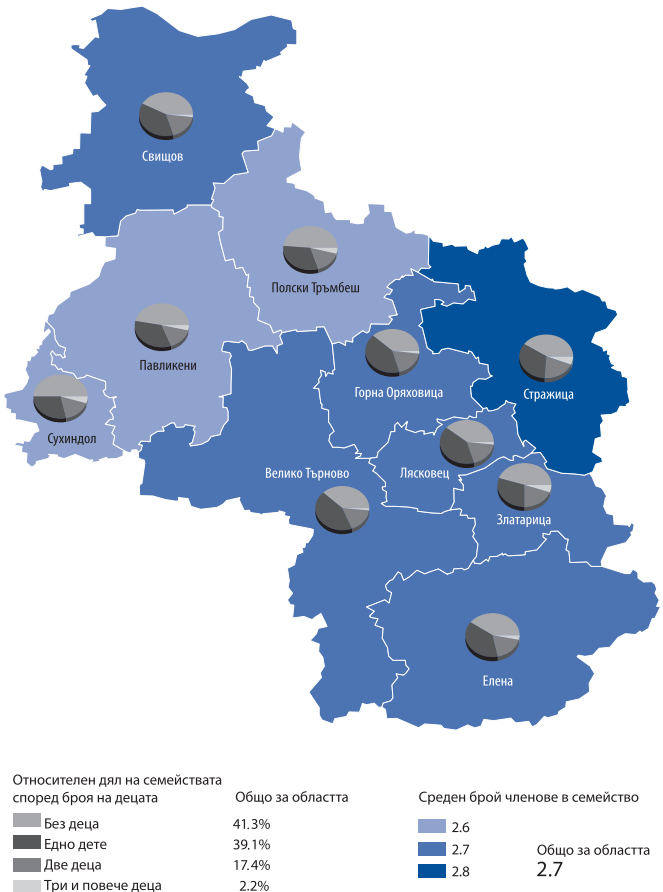 Свищов
Полски Тръмбеш
Павликени
Горна Оряховица
Стражица
Сухиндол
Велико Търново
Лясковец
Златарица
Елена
Относителен дял на семействата
според броя на децата
Общо за областта
Без деца 41.3%
Едно дете 39.1%
Две деца 17.4%
Три и повече деца 2.2%
Среден брой членове в семейство
2.6
2.7
2.8
Общо за областта
2.7